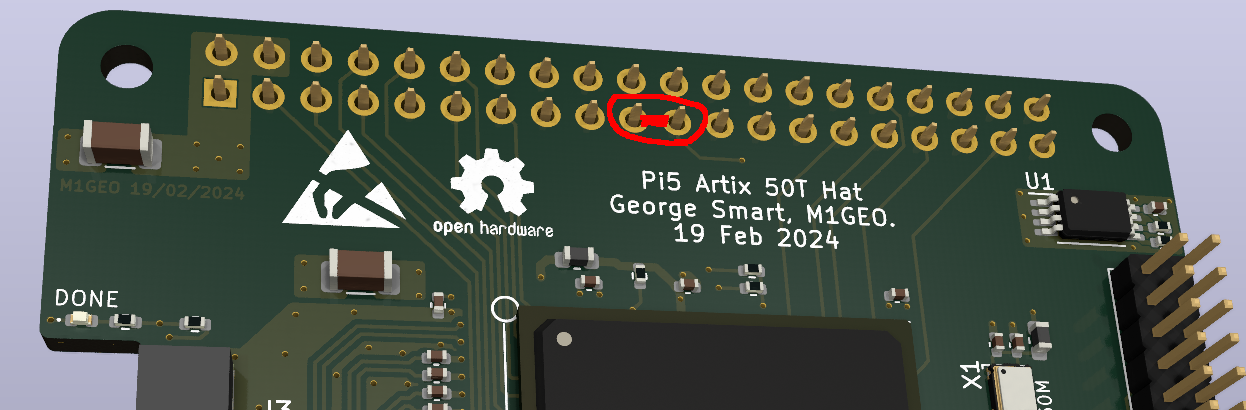 M1GEO 19/02/2024
open hardware
Pi5 Artix 50T Hat
George Smart, M1GEO.
19 Feb 2024
U1
DONE
X1
J3